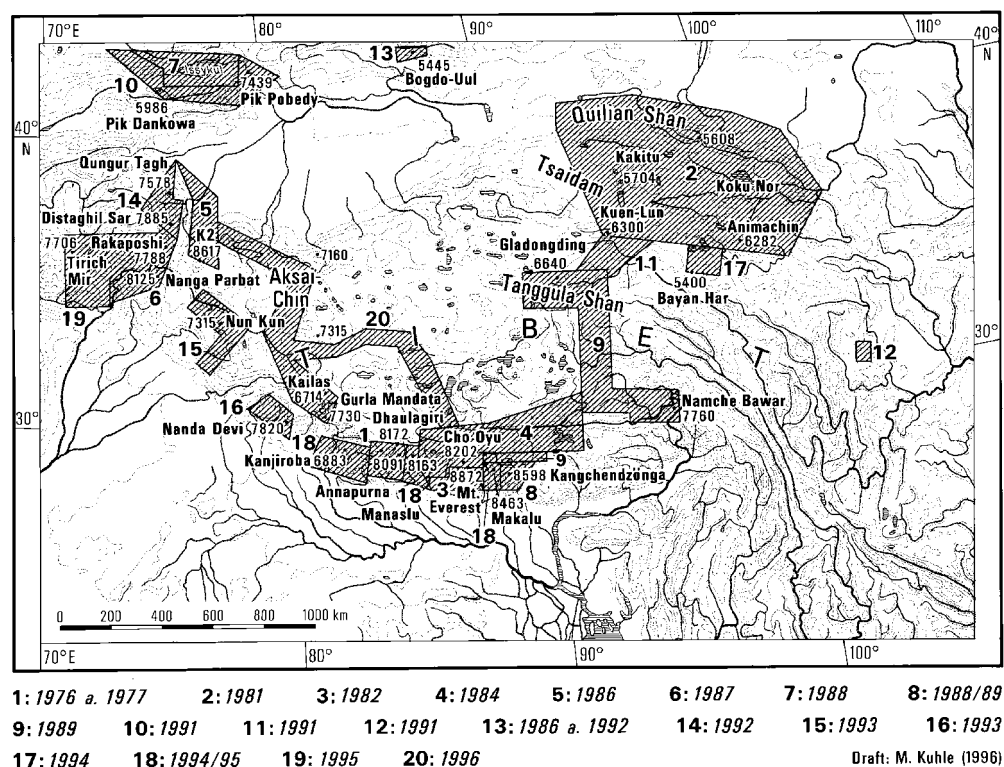 70°E 80° 90° 100° 110°
40° N
13
5445
Bogdo-Uul
7
Issykul
7439
Pik Pobedy
10
5986
Pik Dankowa
40° N
Quilian Shan
5608
Kakitu
5704
2
Koku Nor
Tsaidam
Kuen-Lun
6300
Animachin
6282
Qungur Tagh
7578
14
5
Distaghil Sar 7885
K2
8617
7706 Rakaposhi
Tirich 7788
Mir
8125
Nanga Parbat
6
19
Aksai
Chin
7160
Gladongding
6640
11
17
5400
Bayan Har
Tanggula Shan
7315
Nun Kun
15
7315
20
T I B E T
9
12
30°
Kailas
6714
Gurla Mandata
7730
Dhaulagiri
8172
Namche Bawar
7760
16
Nanda Devi 7820
30°
18
1
Cho Oyu
8202
4
Kanjiroba 6883
8091 8163
8872
8598 Kangchendzönga
9
Annapurna
18
3
Mt.
Everest
8
Manaslu
8463
Makalu
18
0 200 400 600 800 1000 km
70°E 80° 90° 100°
1: 1976 a. 1977 2: 1981 3: 1982 4: 1984 5: 1986 6: 1987 7: 1988 8: 1988/89
9: 1989 10: 1991 11: 1991 12: 1991 13: 1986 a. 1992 14: 1992 15: 1993 16: 1993
17: 1994 18: 1994/95 19: 1995 20: 1996 Draft: M. Kuhle (1996)